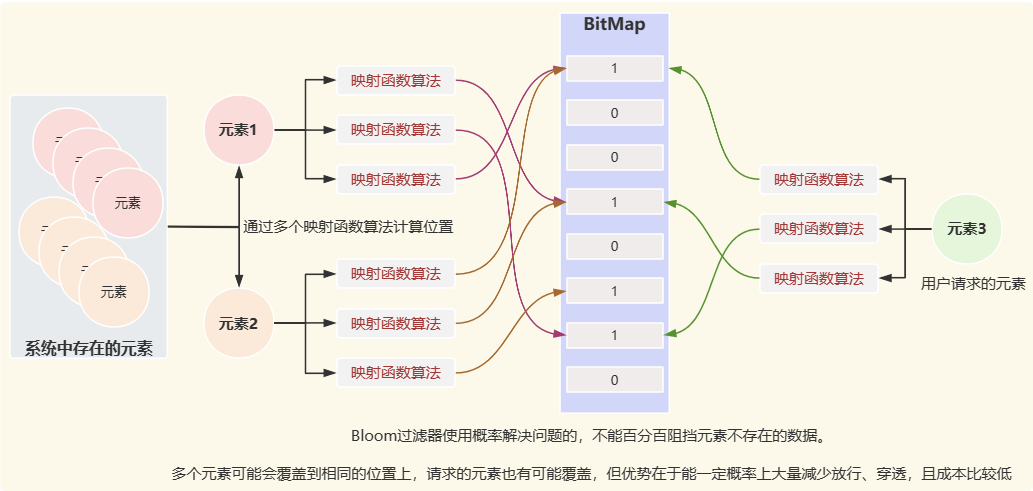 BitMap
元素
元素
系统中存在的元素
元素1
元素2
通过多个映射函数算法计算位置
映射函数算法
映射函数算法
映射函数算法
映射函数算法
映射函数算法
映射函数算法
1
0
0
1
0
1
1
0
映射函数算法
映射函数算法
映射函数算法
元素3
用户请求的元素
Bloom过滤器使用概率解决问题的，不能百分百阻挡元素不存在的数据。
多个元素可能会覆盖到相同的位置上，请求的元素也有可能覆盖，但优势在于能一定概率上大量减少放行、穿透，且成本比较低